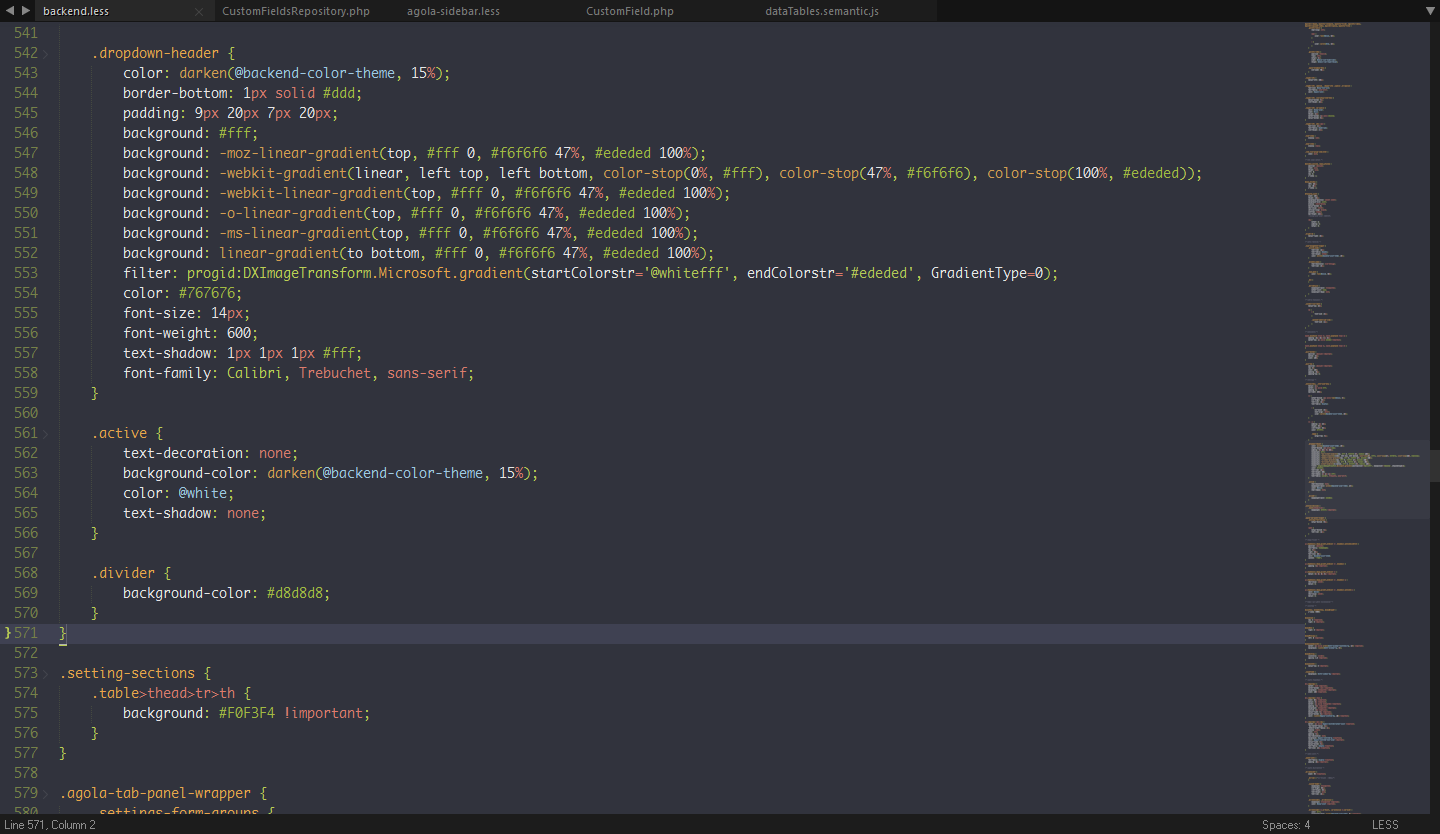 backend.less
CustomFieldsRepository.php
agola-sidebar.less
CustomField.php
dataTables.semantic.js
541
542 .dropdown-header {
543 color: darken(@backend-color-theme, 15%);
544 border-bottom: 1px solid #ddd;
545 padding: 9px 20px 7px 20px;
546 background: #fff;
547 background: -moz-linear-gradient(top, #fff 0, #f6f6f6 47%, #ededed 100%);
548 background: -webkit-gradient(linear, left top, left bottom, color-stop(0%, #fff), color-stop(47%, #f6f6f6), color-stop(100%, #ededed));
549 background: -webkit-linear-gradient(top, #fff 0, #f6f6f6 47%, #ededed 100%);
550 background: -o-linear-gradient(top, #fff 0, #f6f6f6 47%, #ededed 100%);
551 background: -ms-linear-gradient(top, #fff 0, #f6f6f6 47%, #ededed 100%);
552 background: linear-gradient(to bottom, #fff 0, #f6f6f6 47%, #ededed 100%);
553 filter: progid:DXImageTransform.Microsoft.gradient(startColorstr='@whitefff', endColorstr='#ededed', GradientType=0);
554 color: #767676;
555 font-size: 14px;
556 font-weight: 600;
557 text-shadow: 1px 1px 1px #fff;
558 font-family: Calibri, Trebuchet, sans-serif;
559 }
560
561 .active {
562 text-decoration: none;
563 background-color: darken(@backend-color-theme, 15%);
564 color: @white;
565 text-shadow: none;
566 }
567
568 .divider {
569 background-color: #d8d8d8;
570 }
} 571 }
572
573 .setting-sections {
574 .table>thead>tr>th {
575 background: #F0F3F4 !important;
576 }
577 }
578
579 .agola-tab-panel-wrapper {
580 .settings-form-groups {
Line 571, Column 2
Spaces: 4
LESS